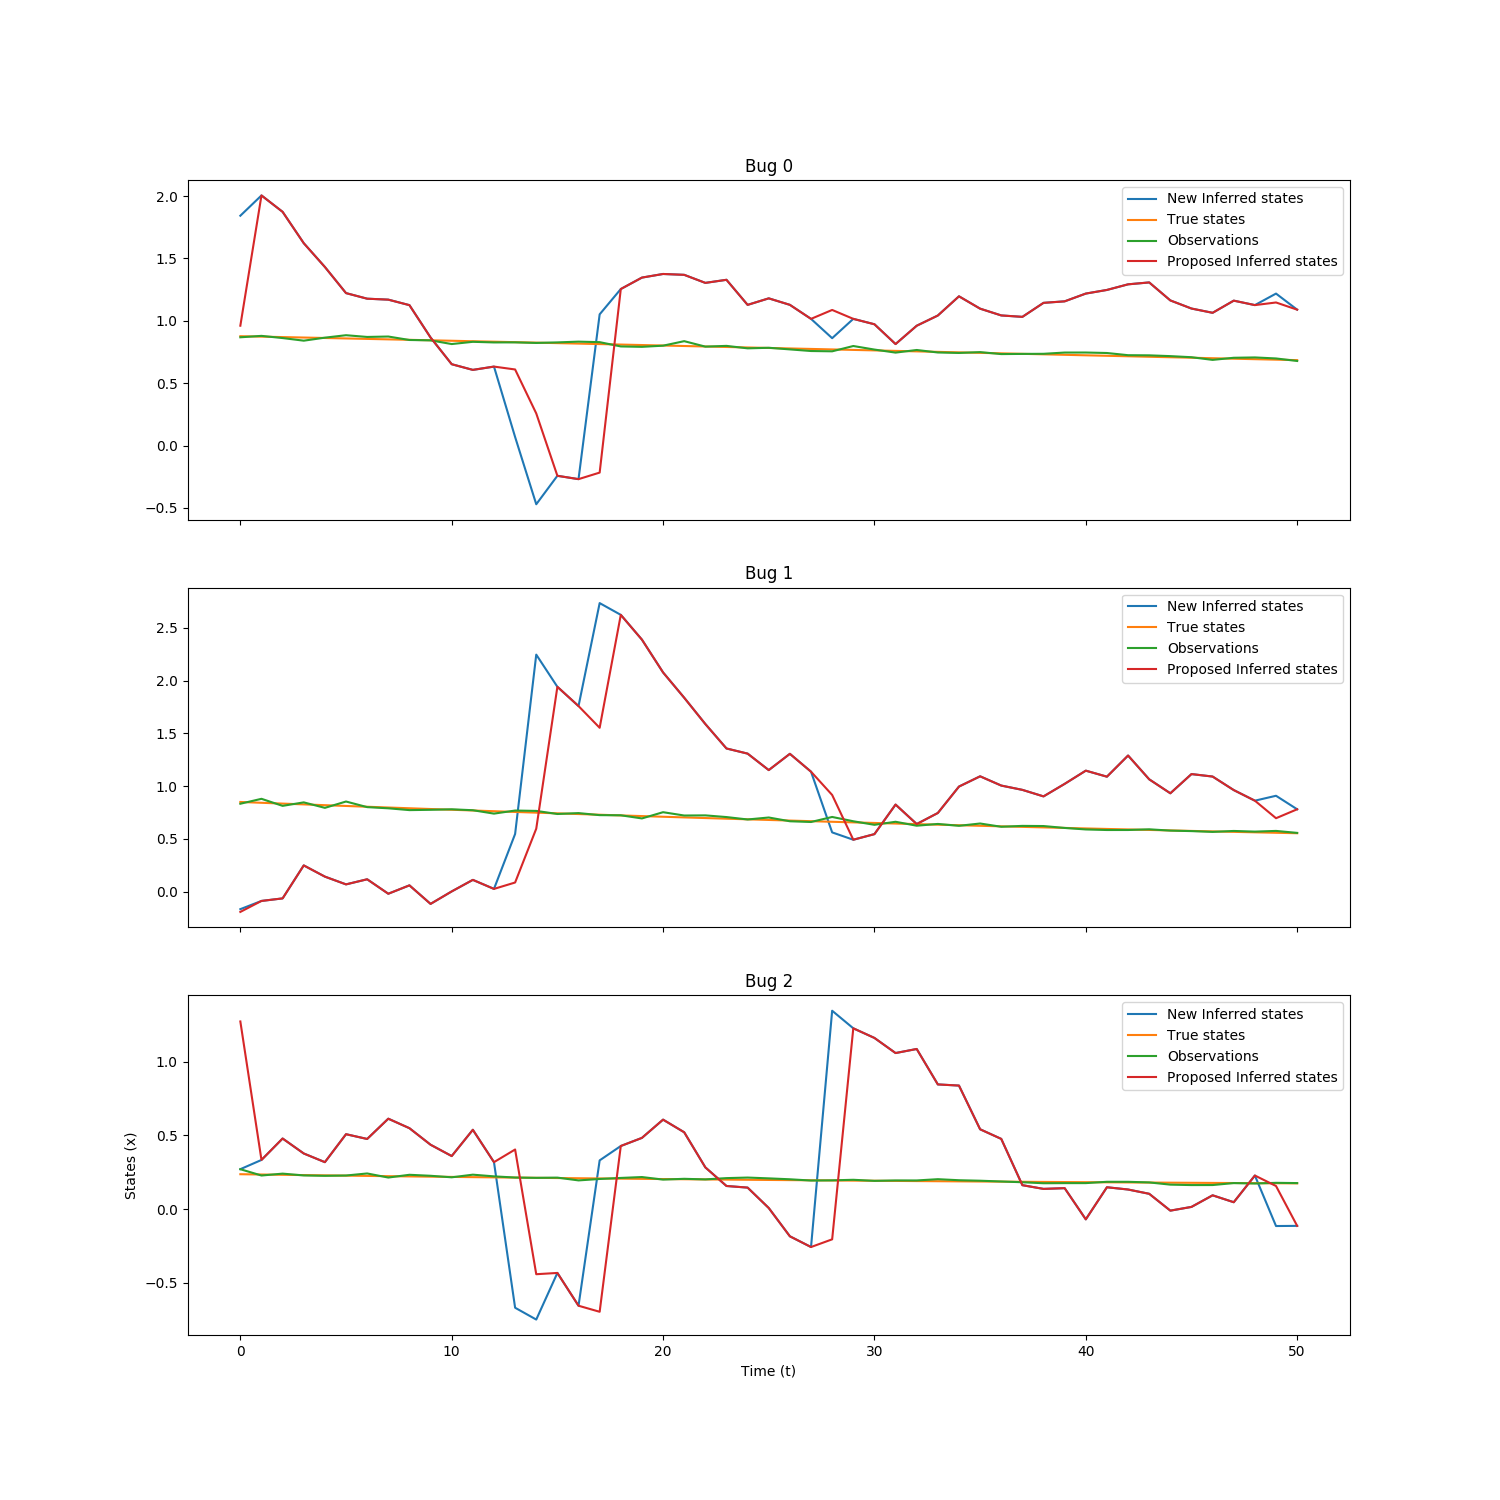 Bug 0
2.0
1.5
1.0
0.5
0.0
−0.5
New Inferred states
True states
Observations
Proposed Inferred states
Bug 1
2.5
2.0
1.5
1.0
0.5
0.0
New Inferred states
True states
Observations
Proposed Inferred states
Bug 2
States (x)
1.0
0.5
0.0
−0.5
New Inferred states
True states
Observations
Proposed Inferred states
0 10 20 30 40 50
Time (t)